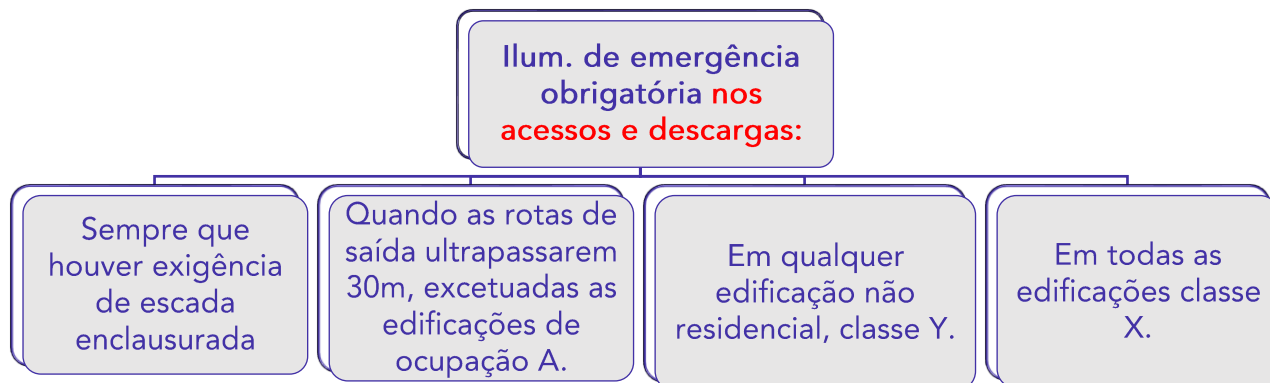 Ilum. de emergência
obrigatória nos
acessos e descargas:
Sempre que
houver exigência
de escada
enclausurada
Quando as rotas de
saída ultrapassarem
30m, excetuadas as
edificações de
ocupação A.
Em qualquer
edificação não
residencial, classe Y.
Em todas as
edificações classe
X.